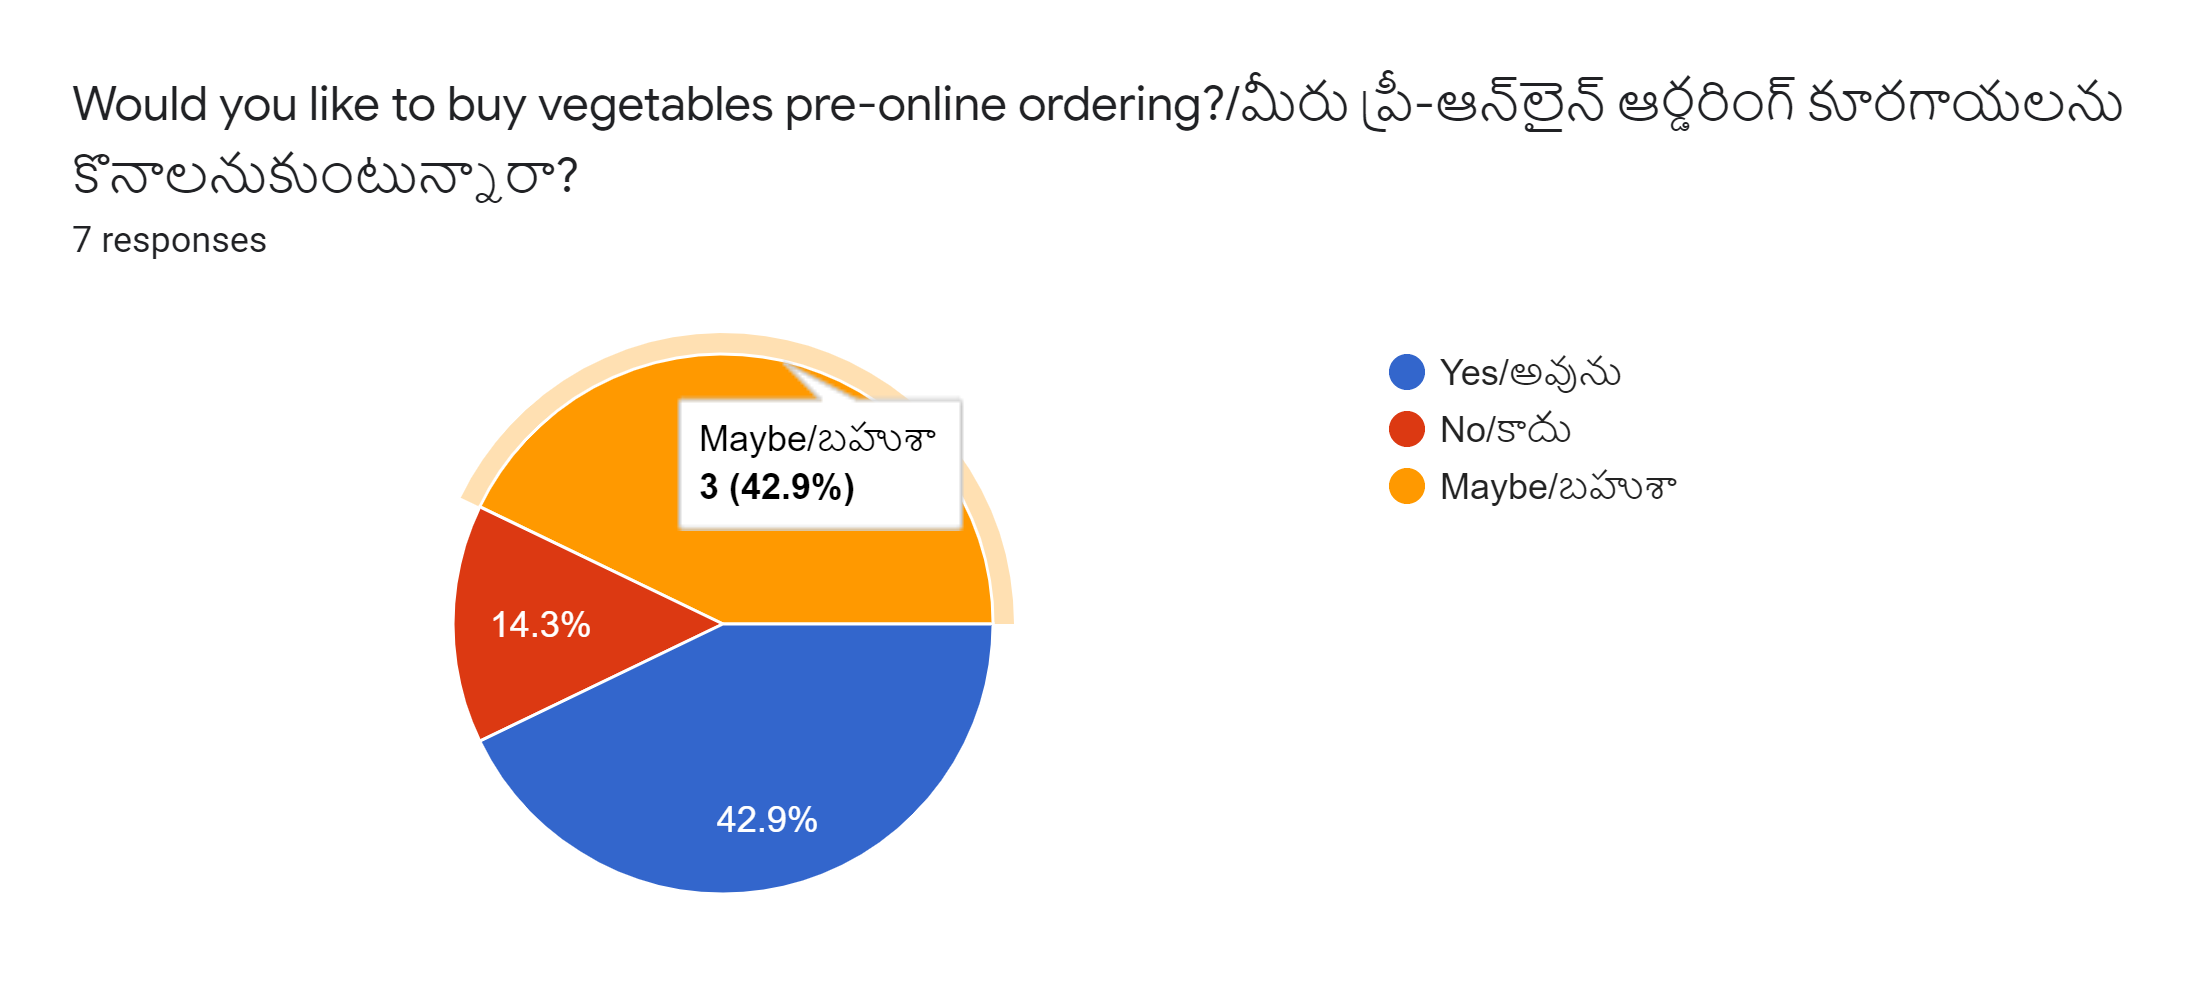 Would you like to buy vegetables pre-online ordering?/మీరు ప్రీ-ఆన్‌లైన్ ఆర్డరింగ్ కూరగాయలను
కొనాలనుకుంటున్నారా?
7 responses
Maybe/బహుశా
3 (42.9%)
14.3%
42.9%
Yes/అవును
No/కాదు
Maybe/బహుశా